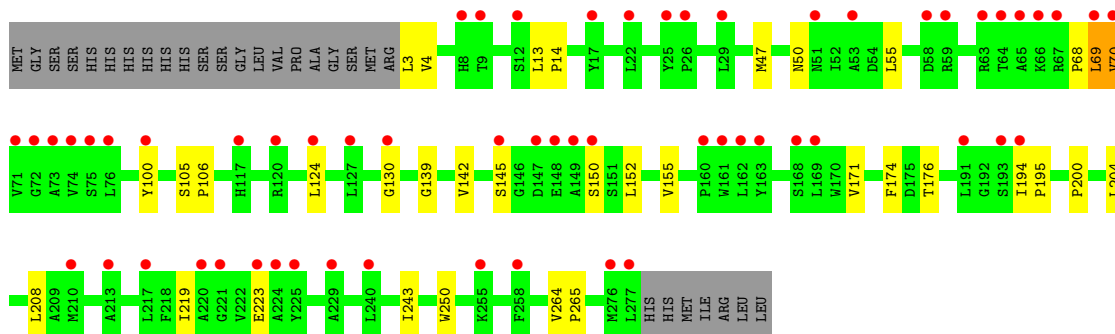 MET GLY SER SER HIS HIS HIS HIS HIS HIS SER SER GLY LEU VAL PRO ALA GLY SER MET ARG L3 V4 H8 T9 S12 L13 P14 Y17 L22 Y25 P26 L29 M47 N50 N51 I52 A53 D54 L55 D58 R59 R63 T64 A65 K66 R67 P68 L69 V70
V71 G72 A73 V74 S75 L76 Y100 S105 P106 H117 R120 L124 L127 G130 G139 V142 S145 G146 D147 E148 A149 S150 S151 L152 V155 P160 W161 L162 Y163 S168 L169 W170 V171 F174 D175 T176 L191 G192 S193 T194 P195 P200 L204
L208 A209 M210 A213 L217 F218 I219 A220 G221 V222 E223 A224 Y225 A229 L240 I243 W250 K255 F258 V264 P265 M276 L277 HIS HIS MET ILE ARG LEU LEU